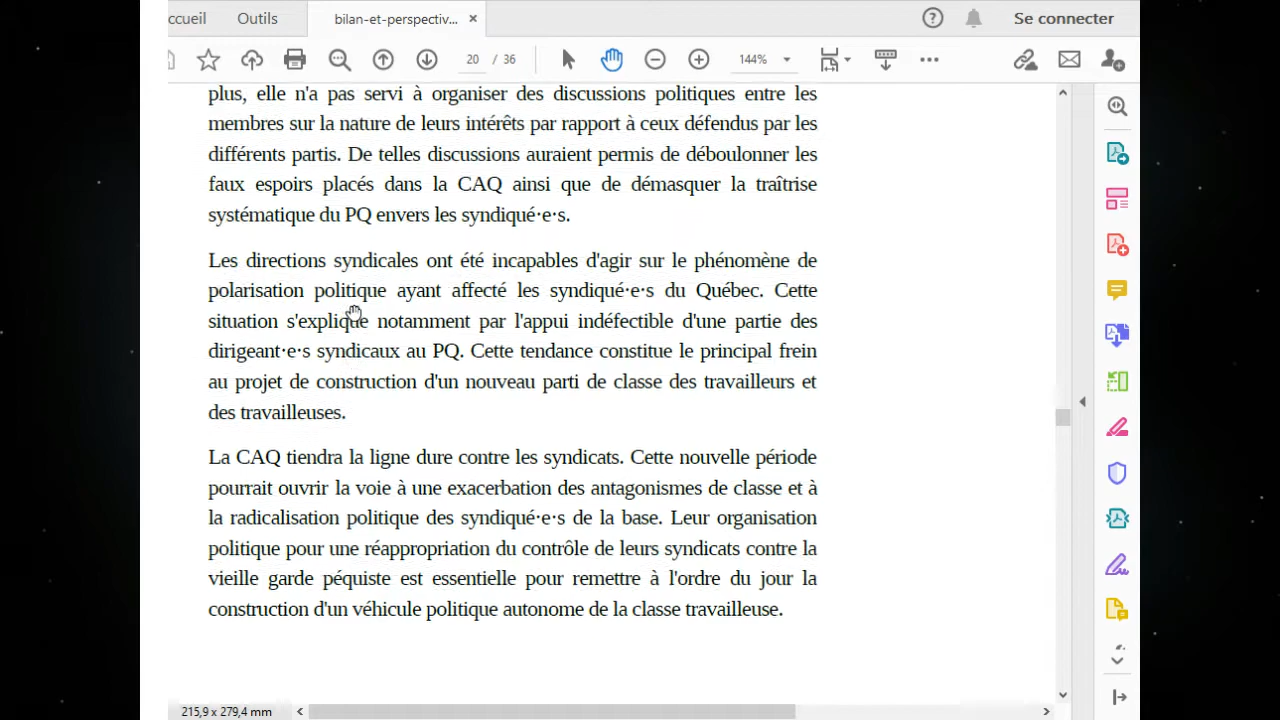 ccueil Outils bilan-et-perspectiv... × ? Se connecter
20 / 36 144%
plus, elle n'a pas servi à organiser des discussions politiques entre les
membres sur la nature de leurs intérêts par rapport à ceux défendus par les
différents partis. De telles discussions auraient permis de déboulonner les
faux espoirs placés dans la CAQ ainsi que de démasquer la traîtrise
systématique du PQ envers les syndiqué·e·s.
Les directions syndicales ont été incapables d'agir sur le phénomène de
polarisation politique ayant affecté les syndiqué·e·s du Québec. Cette
situation s'explique notamment par l'appui indéfectible d'une partie des
dirigeant·e·s syndicaux au PQ. Cette tendance constitue le principal frein
au projet de construction d'un nouveau parti de classe des travailleurs et
des travailleuses.
La CAQ tiendra la ligne dure contre les syndicats. Cette nouvelle période
pourrait ouvrir la voie à une exacerbation des antagonismes de classe et à
la radicalisation politique des syndiqué·e·s de la base. Leur organisation
politique pour une réappropriation du contrôle de leurs syndicats contre la
vieille garde péquiste est essentielle pour remettre à l'ordre du jour la
construction d'un véhicule politique autonome de la classe travailleuse.
215,9 x 279,4 mm